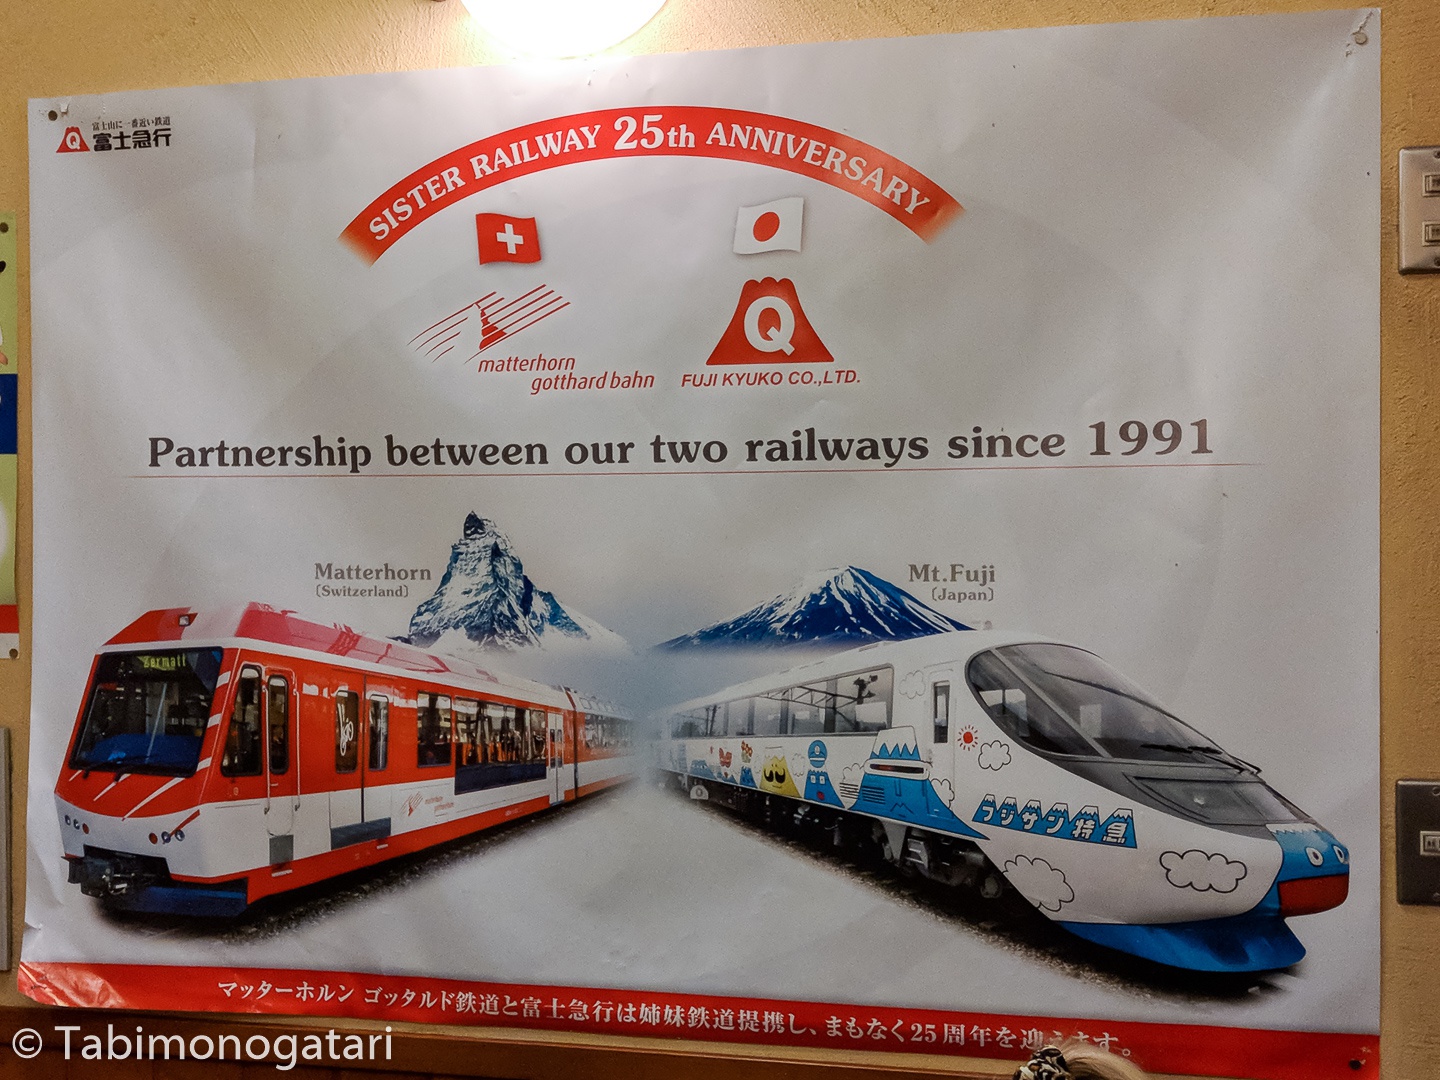 富士山に一番近い鉄道
Q 富士急行
SISTER RAILWAY 25th ANNIVERSARY
Q
matterhorn
gotthard bahn
FUJI KYUKO CO.,LTD.
Partnership between our two railways since 1991
Matterhorn
(Switzerland)
Mt.Fuji
(Japan)
Zermatt
フジサン特急
マッターホルン ゴッタルド鉄道と富士急行は姉妹鉄道提携し、まもなく25周年を迎えます。
© Tabimonogatari